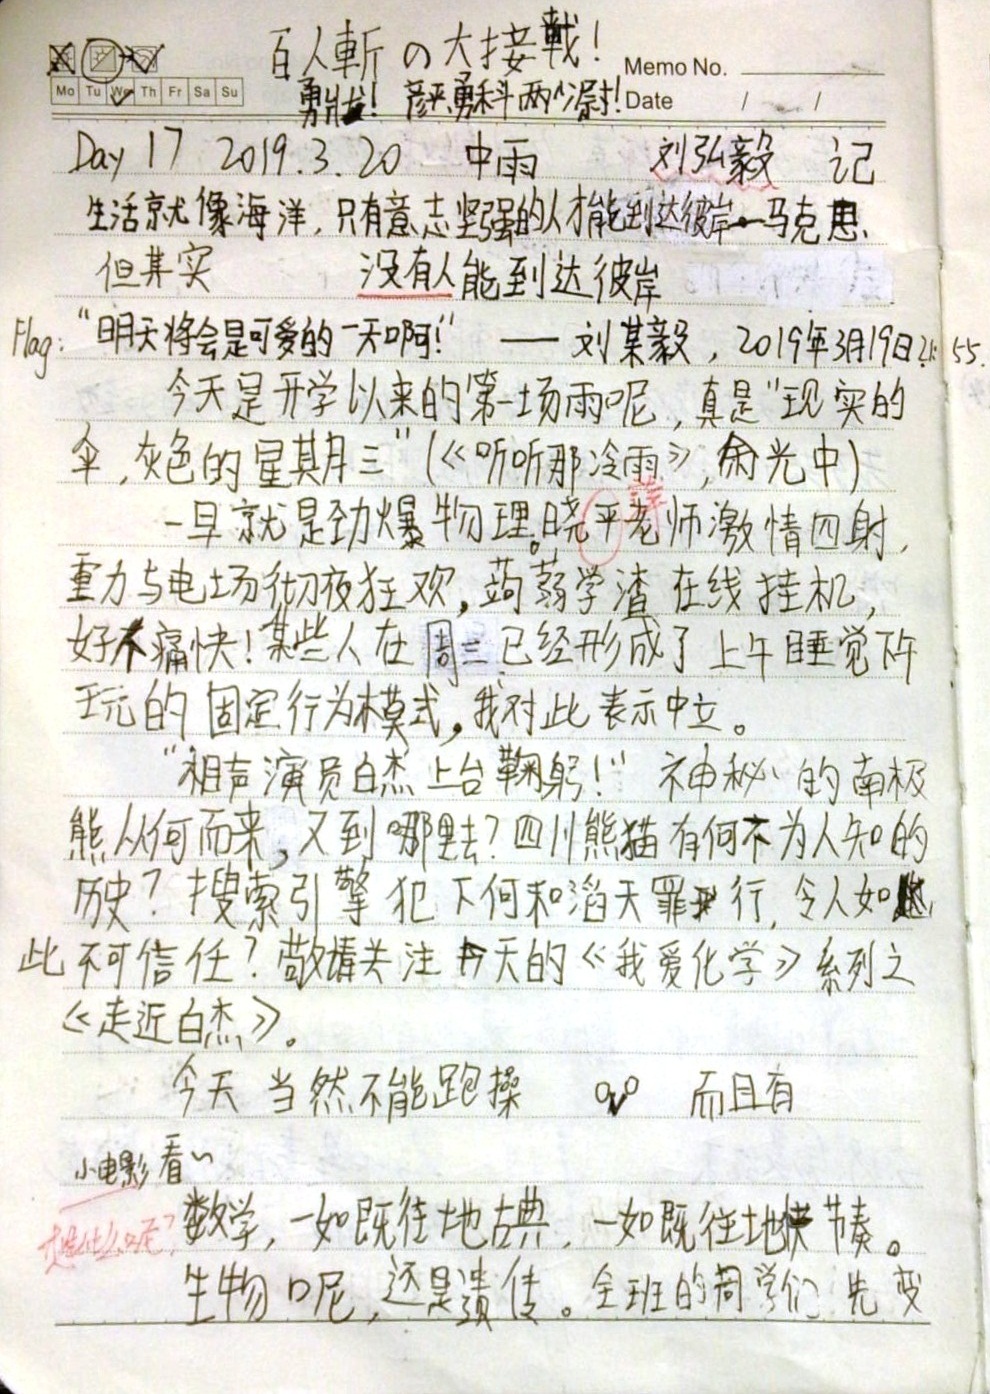 百人斬の大接戦!
Memo No.
Mo Tu We Th Fr Sa Su
勇状! 彦平勇科两个尉!
Date / /
Day 17 2019.3.20 中雨 刘弘毅 记
生活就像海洋,只有意志坚强的人才能到达彼岸—马克思.
但其实 没有人能到达彼岸
Flag: "明天将会是可爱的一天啊!" —— 刘某毅,2019年3月19日21:55.
今天是开学以来的第一场雨呢,真是"现实的
伞,灰色的星期三"(《听听那冷雨》,余光中)
一早就是劲爆物理。晓平老师激情四射,
重力与电场彻夜狂欢,蒟蒻学渣在线挂机,
好不痛快!某些人在周三已经形成了上午睡觉下午
玩的固定行为模式,我对此表示中立。
"相声演员白杰上台鞠躬!" 神秘的南极
熊从何而来,又到哪里去?四川熊猫有何不为人知的
历史?搜索引擎犯下何和滔天罪行,令人如
此不可信任?敬请关注今天的《我爱化学》系列之
《走近白杰》。
今天当然不能跑操 而且有
小电影看~
想什么呢?
数学,一如既往地古典,一如既往地快节奏。
生物呢,还是遗传。全班的同学们先变